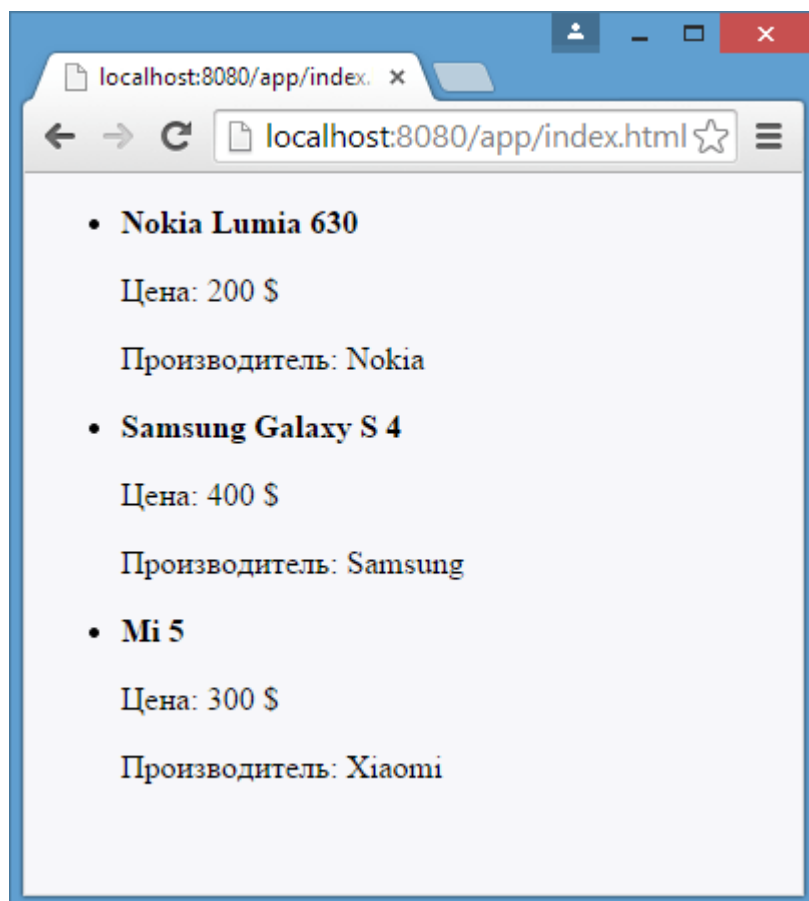 localhost:8080/app/index.
localhost:8080/app/index.html
Nokia Lumia 630
Цена: 200 $
Производитель: Nokia
Samsung Galaxy S 4
Цена: 400 $
Производитель: Samsung
Mi 5
Цена: 300 $
Производитель: Xiaomi